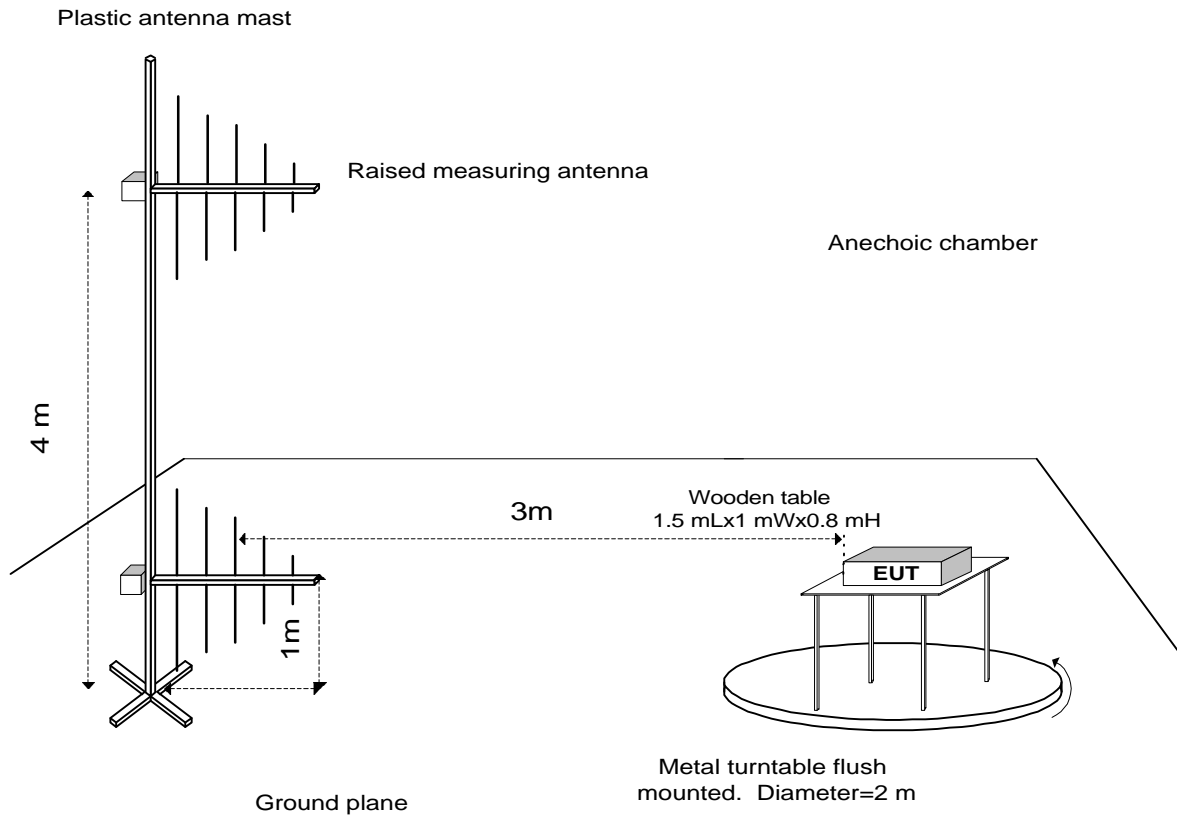 Plastic antenna mast
Raised measuring antenna
Anechoic chamber
4 m
3m
Wooden table
1.5 mLx1 mWx0.8 mH
EUT
1m
Metal turntable flush
mounted. Diameter=2 m
Ground plane